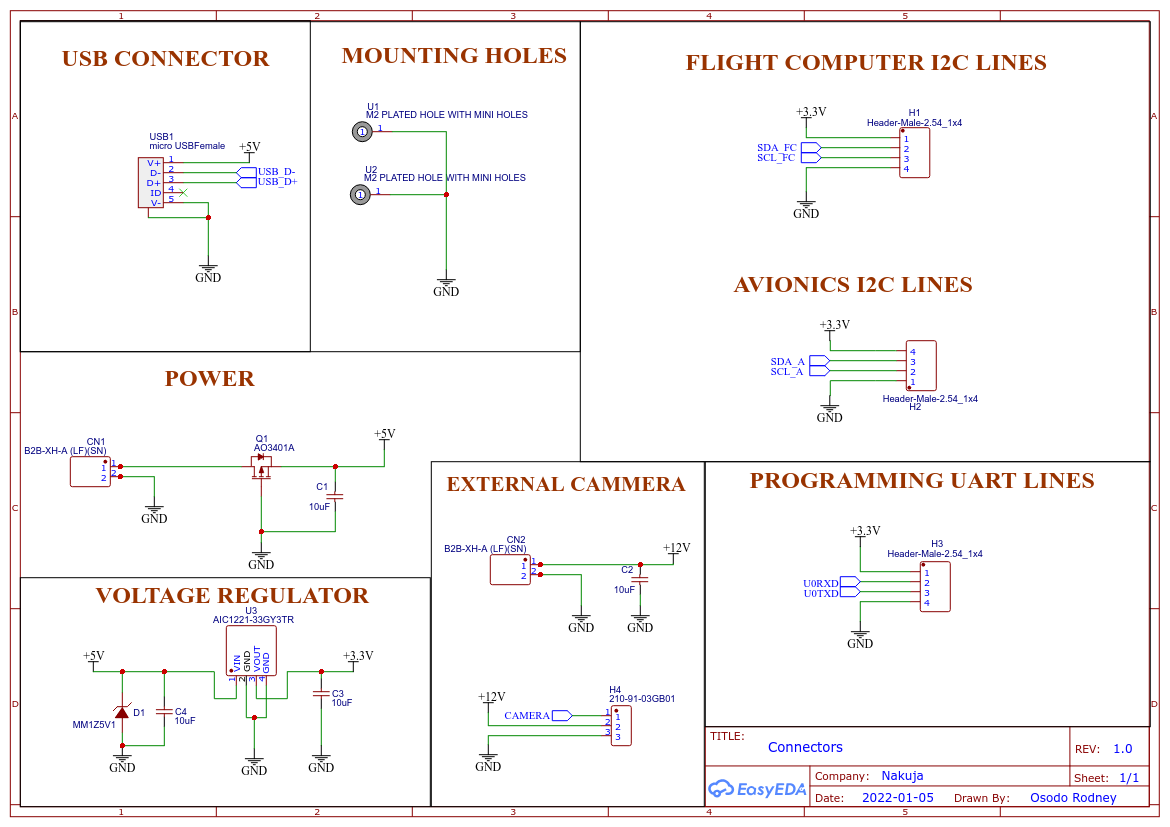 1 2 3 4 5
A A
B B
C C
D D
USB CONNECTOR
USB1
micro USBFemale
V+ 1
D- 2
D+ 3
ID 4
V- 5
+5V
USB_D-
USB_D+
GND
MOUNTING HOLES
U1
M2 PLATED HOLE WITH MINI HOLES
1 1
U2
M2 PLATED HOLE WITH MINI HOLES
1 1
GND
FLIGHT COMPUTER I2C LINES
+3.3V
H1
Header-Male-2.54_1x4
SDA_FC
SCL_FC
1
2
3
4
GND
AVIONICS I2C LINES
+3.3V
SDA_A
SCL_A
4
3
2
1
Header-Male-2.54_1x4
H2
GND
POWER
CN1
B2B-XH-A (LF)(SN)
1 1
2 2
GND
Q1
AO3401A
+5V
C1
10uF
GND
VOLTAGE REGULATOR
U3
AIC1221-33GY3TR
VIN
GND
VOUT
GND
1 2 3 4
+5V
+3.3V
D1
MM1Z5V1
C4
10uF
C3
10uF
GND
GND
GND
EXTERNAL CAMMERA
CN2
B2B-XH-A (LF)(SN)
1 1
2 2
+12V
C2
10uF
GND
GND
+12V
CAMERA
H4
210-91-03GB01
1 1
2 2
3 3
GND
PROGRAMMING UART LINES
+3.3V
H3
Header-Male-2.54_1x4
U0RXD
U0TXD
1
2
3
4
GND
TITLE:
Connectors
REV: 1.0
EasyEDA
Company: Nakuja
Sheet: 1/1
Date: 2022-01-05 Drawn By: Osodo Rodney
1 2 3 4 5